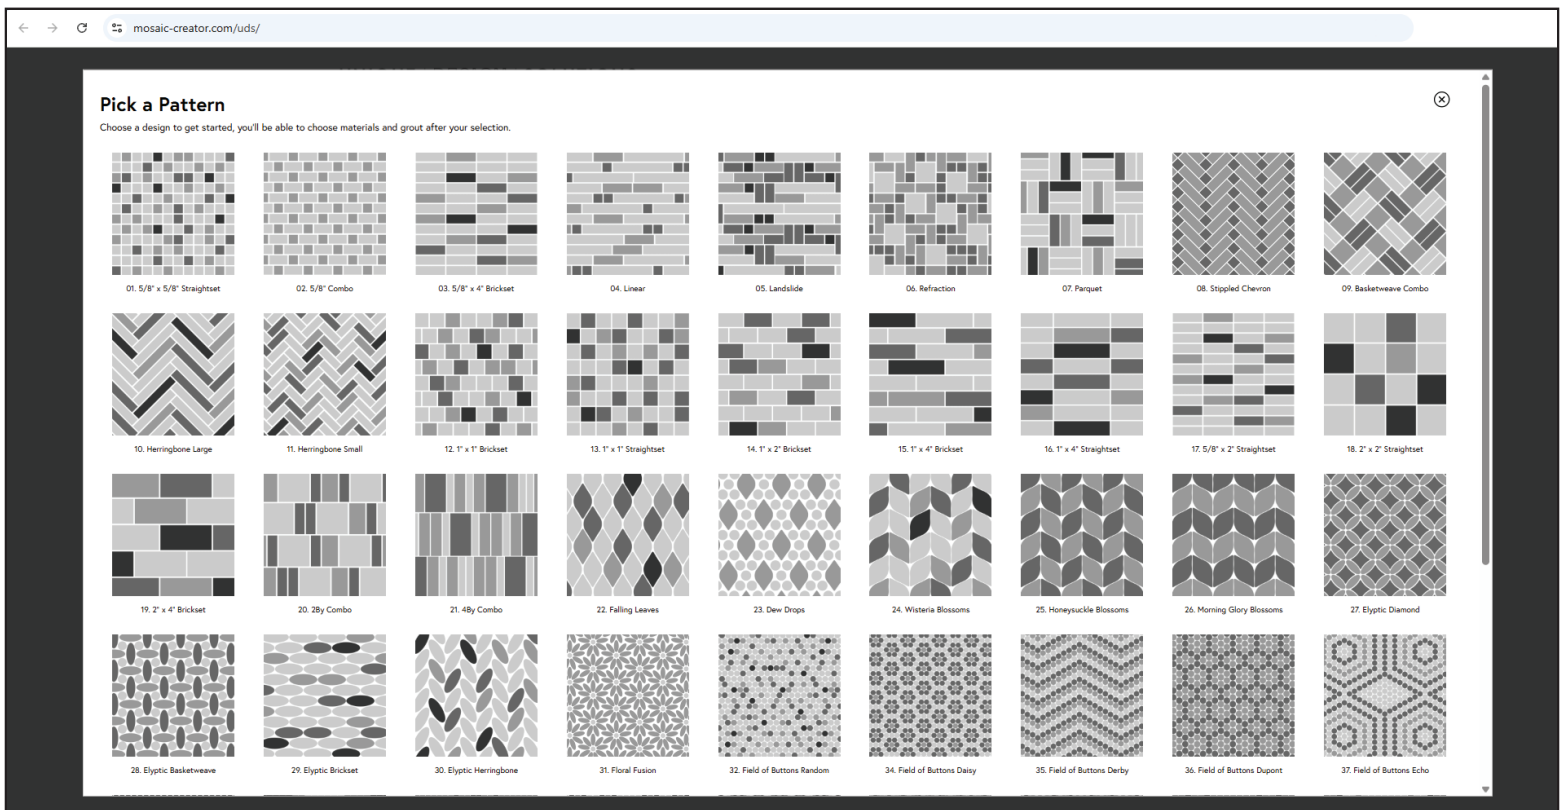 mosaic-creator.com/uds/
Pick a Pattern
Choose a design to get started, you'll be able to choose materials and grout after your selection.
01. 5/8" x 5/8" Straightset
02. 5/8" Combo
03. 5/8" x 4" Brickset
04. Linear
05. Landslide
06. Refraction
07. Parquet
08. Stippled Chevron
09. Basketweave Combo
10. Herringbone Large
11. Herringbone Small
12. 1" x 1" Brickset
13. 1" x 1" Straightset
14. 1" x 2" Brickset
15. 1" x 4" Brickset
16. 1" x 4" Straightset
17. 5/8" x 2" Straightset
18. 2" x 2" Straightset
19. 2" x 4" Brickset
20. 2By Combo
21. 4By Combo
22. Falling Leaves
23. Dew Drops
24. Wisteria Blossoms
25. Honeysuckle Blossoms
26. Morning Glory Blossoms
27. Elyptic Diamond
28. Elyptic Basketweave
29. Elyptic Brickset
30. Elyptic Herringbone
31. Floral Fusion
32. Field of Buttons Random
34. Field of Buttons Daisy
35. Field of Buttons Derby
36. Field of Buttons Dupont
37. Field of Buttons Echo